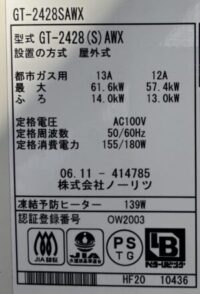 GT-2428SAWX
型式 GT-2428(S)AWX
設置の方式 屋外式
都市ガス用 13A 12A
最大 61.6kW 57.4kW
ふろ 14.0kW 13.0kW
定格電圧 AC100V
定格周波数 50/60Hz
定格消費電力 155/180W
06.11-414785
株式会社ノーリツ
凍結予防ヒーター 139W
認証登録番号 OW2003
JIA
PS
TG
HF20 10436